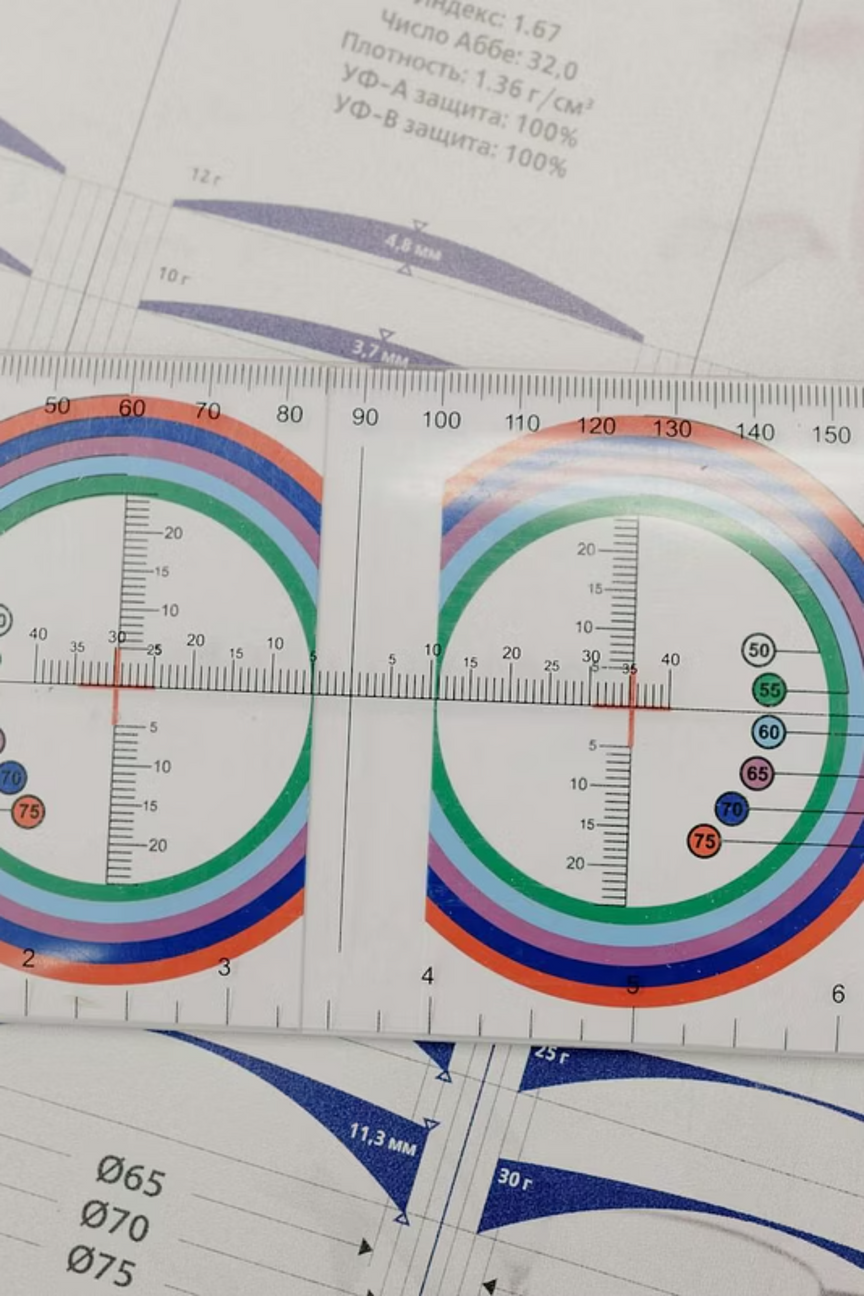 Индекс: 1.67
Число Аббе: 32,0
Плотность: 1.36 г/см³
УФ-А защита: 100%
УФ-В защита: 100%
12 г
4,8 мм
10 г
3,7 мм
50 60 70 80 90 100 110 120 130 140 150
20
15
10
40 35 30 25 20 15 10 5
5
10
15
20
70
75
20
15
10
5
5 10 15 20 25 30 35 40
5
10
15
20
50
55
60
65
70
75
2 3 4 5 6
25 г
11,3 мм
30 г
Ø65
Ø70
Ø75